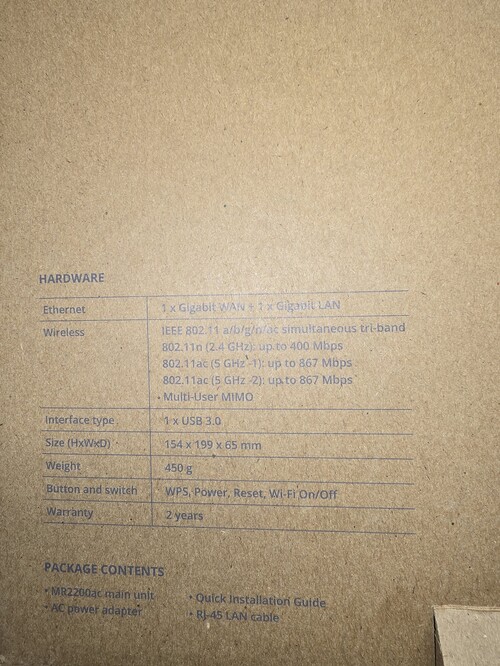 HARDWARE
Ethernet 1 x Gigabit WAN + 1 x Gigabit LAN
Wireless IEEE 802.11 a/b/g/n/ac simultaneous tri-band
802.11n (2.4 GHz): up to 400 Mbps
802.11ac (5 GHz -1): up to 867 Mbps
802.11ac (5 GHz -2): up to 867 Mbps
Multi-User MIMO
Interface type 1 x USB 3.0
Size (HxWxD) 154 x 199 x 65 mm
Weight 450 g
Button and switch WPS, Power, Reset, Wi-Fi On/Off
Warranty 2 years
PACKAGE CONTENTS
• MR2200ac main unit • Quick Installation Guide
• AC power adapter • RJ-45 LAN cable